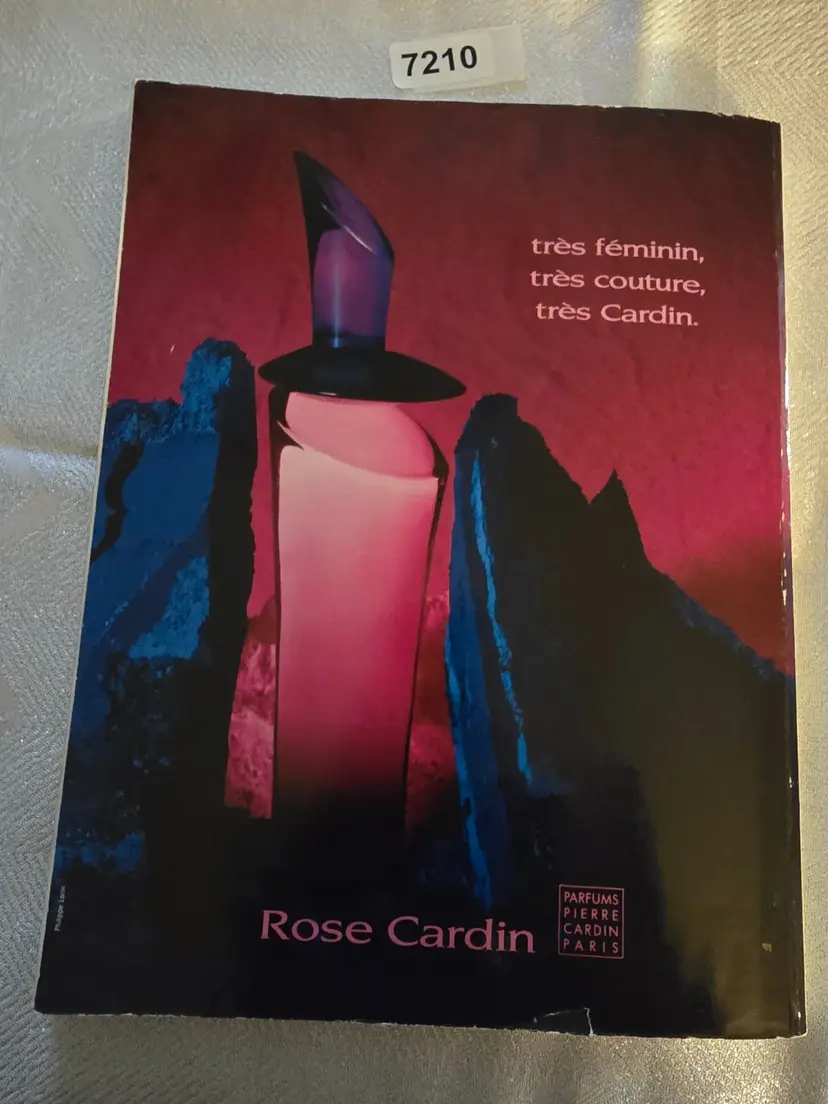 7210
très féminin,
très couture,
très Cardin.
Rose Cardin
PARFUMS
PIERRE
CARDIN
PARIS